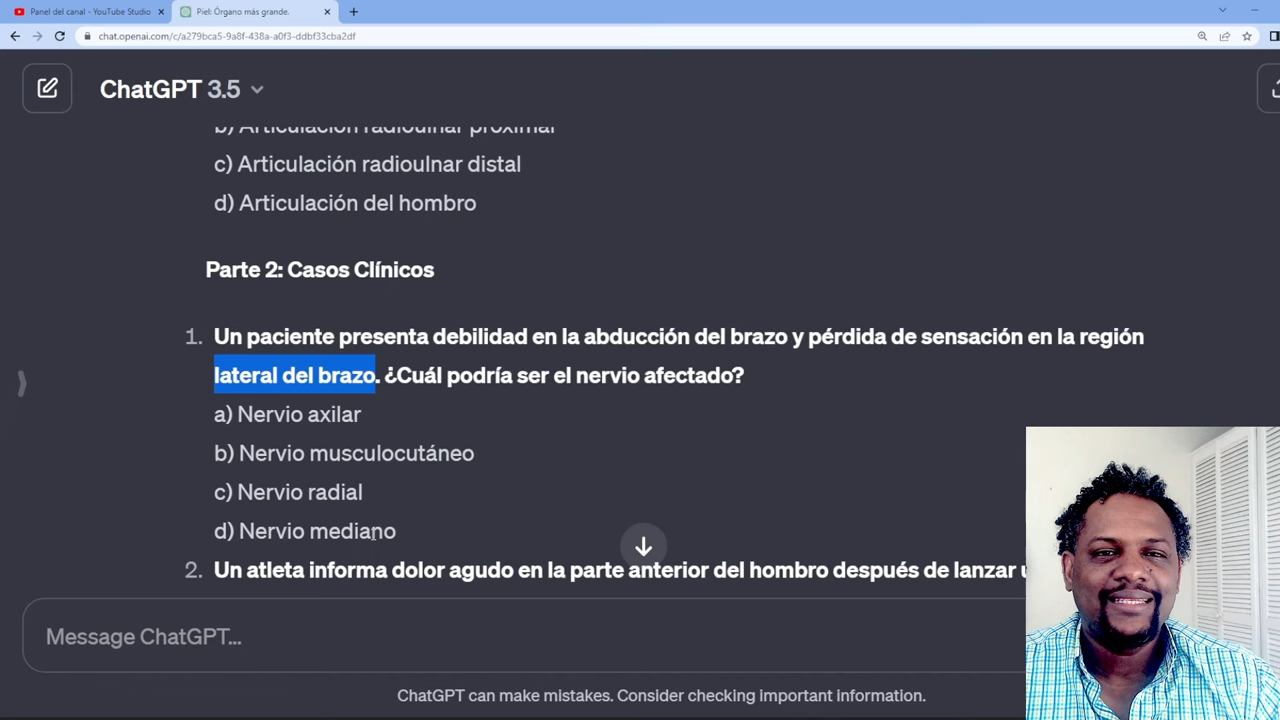 Panel del canal - YouTube Studio
Piel: Órgano más grande.
chat.openai.com/c/a279bca5-9a8f-438a-a0f3-ddbf33cba2df
ChatGPT 3.5
b) Articulación radioulnar proximal
c) Articulación radioulnar distal
d) Articulación del hombro
Parte 2: Casos Clínicos
1. Un paciente presenta debilidad en la abducción del brazo y pérdida de sensación en la región
lateral del brazo. ¿Cuál podría ser el nervio afectado?
a) Nervio axilar
b) Nervio musculocutáneo
c) Nervio radial
d) Nervio mediano
2. Un atleta informa dolor agudo en la parte anterior del hombro después de lanzar
Message ChatGPT...
ChatGPT can make mistakes. Consider checking important information.